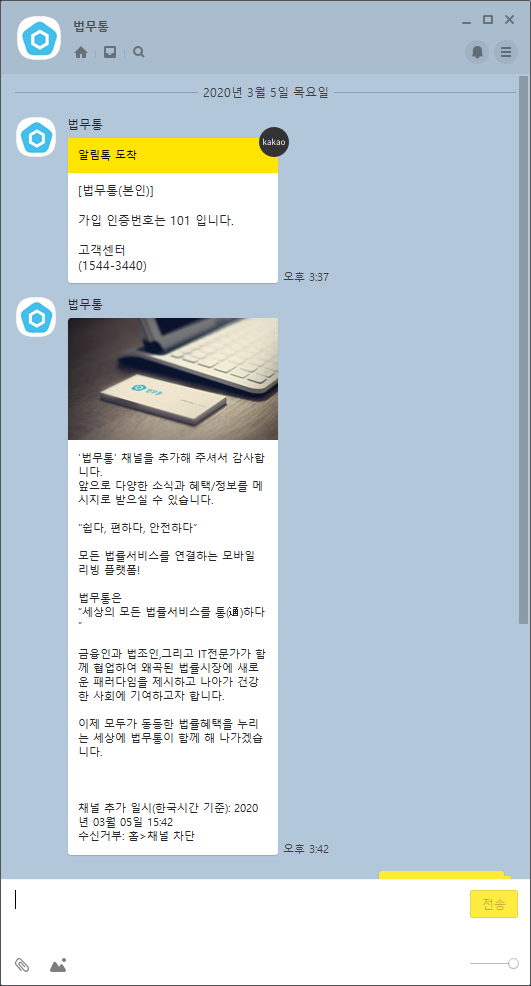 법무통
2020년 3월 5일 목요일
법무통
알림톡 도착
kakao
[법무통(본인)]
가입 인증번호는 101 입니다.
고객센터
(1544-3440)
오후 3:37
법무통
법무통
'법무통' 채널을 추가해 주셔서 감사합
니다.
앞으로 다양한 소식과 혜택/정보를 메
시지로 받으실 수 있습니다.
"쉽다, 편하다, 안전하다"
모든 법률서비스를 연결하는 모바일
리빙 플랫폼!
법무통은
"세상의 모든 법률서비스를 통(通)하다
"
금융인과 법조인,그리고 IT전문가가 함
께 협업하여 왜곡된 법률시장에 새로
운 패러다임을 제시하고 나아가 건강
한 사회에 기여하고자 합니다.
이제 모두가 동등한 법률혜택을 누리
는 세상에 법무통이 함께 해 나가겠습
니다.
채널 추가 일시(한국시간 기준): 2020
년 03월 05일 15:42
수신거부: 홈>채널 차단
오후 3:42
전송